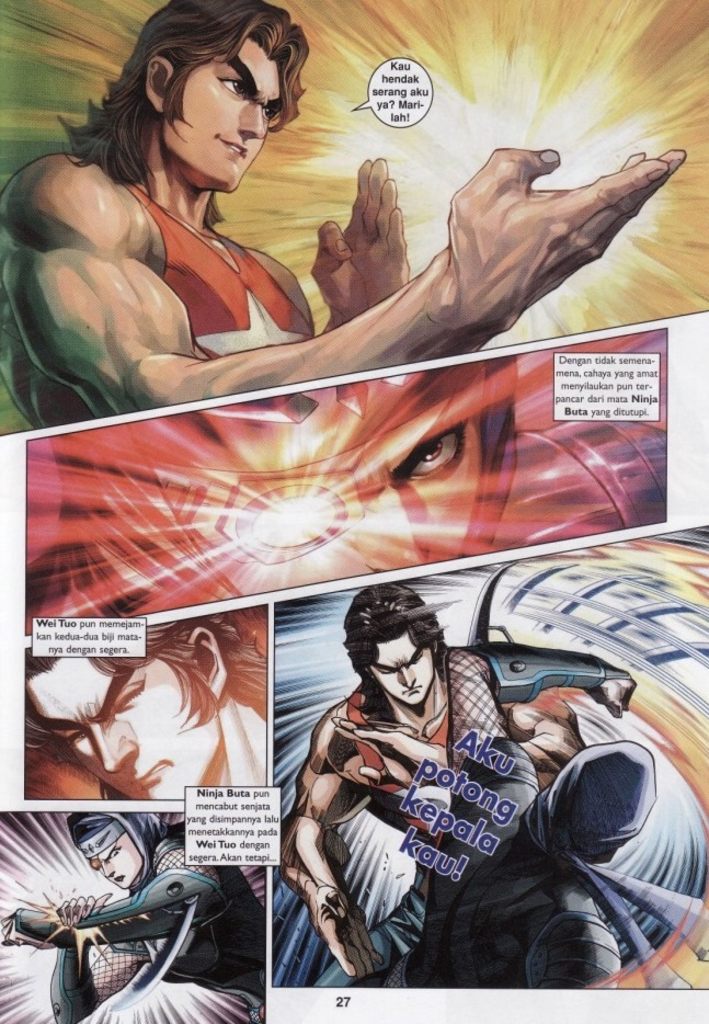 Kau
hendak
serang aku
ya? Mari-
lah!
Dengan tidak semena-
mena, cahaya yang amat
menyilaukan pun ter-
pancar dari mata Ninja
Buta yang ditutupi.
Wei Tuo pun memejam-
kan kedua-dua biji mata-
nya dengan segera.
Ninja Buta pun
mencabut senjata
yang disimpannya lalu
menetakkannya pada
Wei Tuo dengan
segera. Akan tetapi...
Aku
potong
kepala
kau!
27